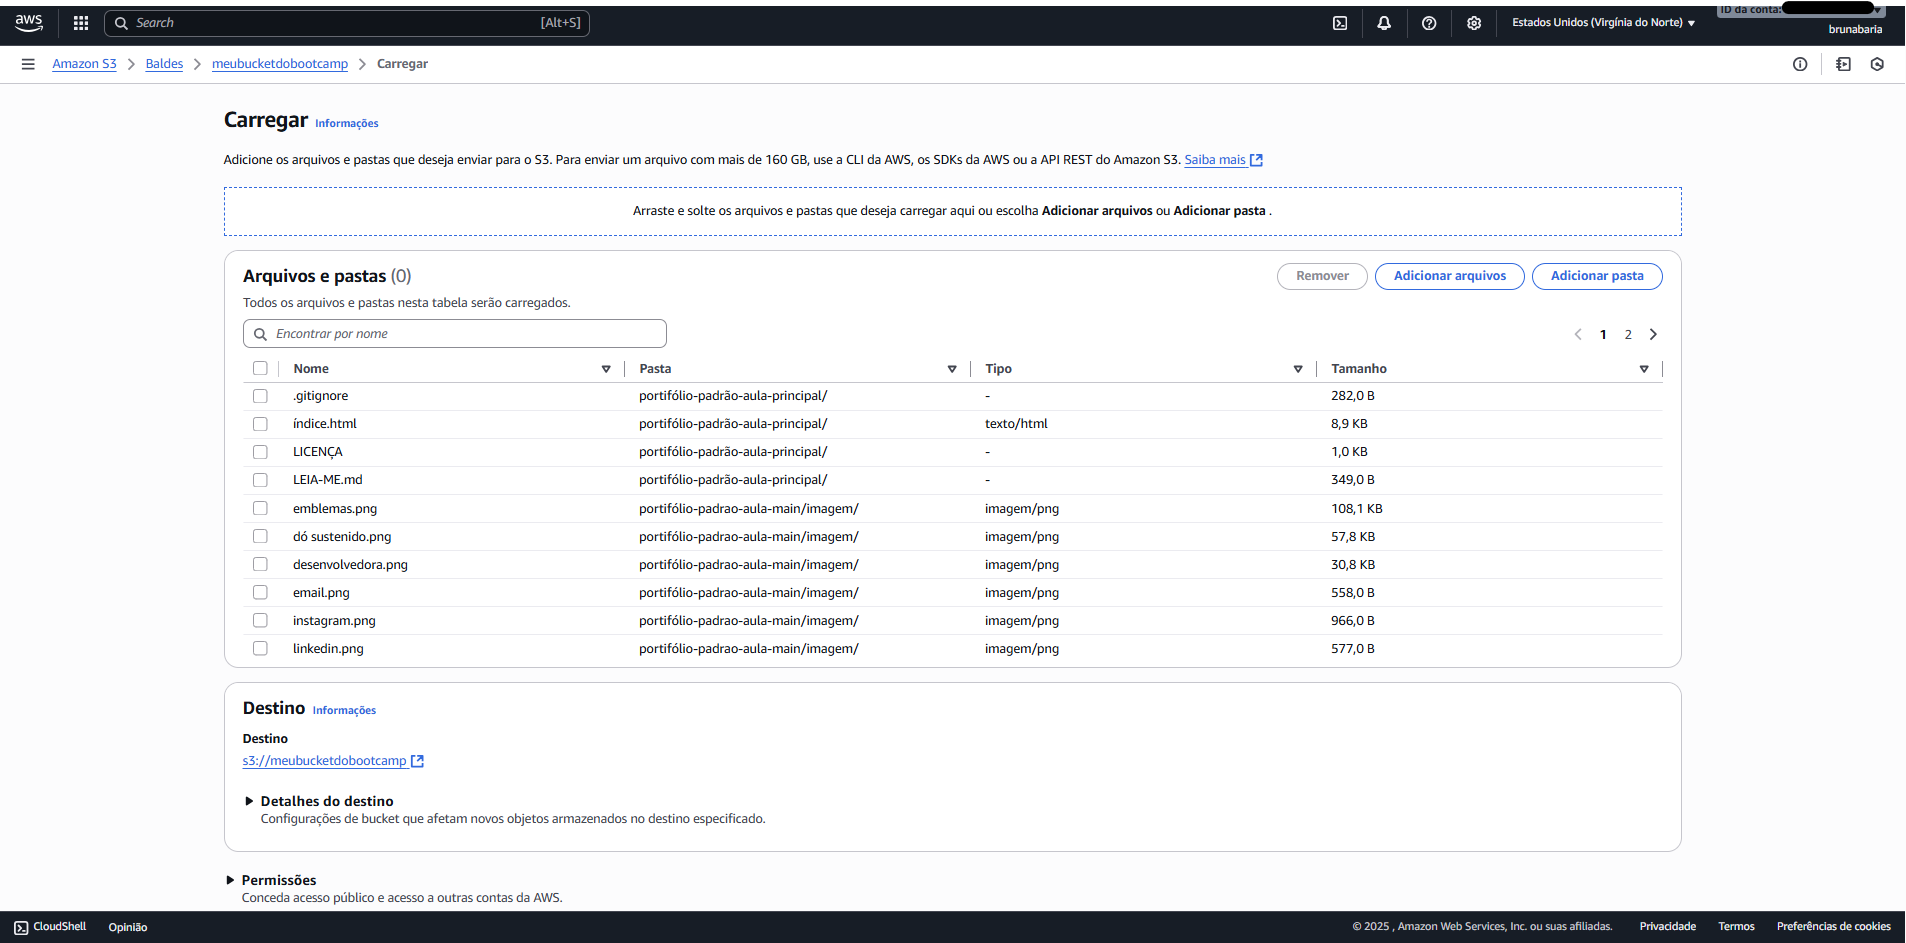 aws
Search [Alt+S] Estados Unidos (Virgínia do Norte) ID da conta:
brunabaria
Amazon S3 Baldes meubucketdobootcamp Carregar
Carregar Informações
Adicione os arquivos e pastas que deseja enviar para o S3. Para enviar um arquivo com mais de 160 GB, use a CLI da AWS, os SDKs da AWS ou a API REST do Amazon S3. Saiba mais
Arraste e solte os arquivos e pastas que deseja carregar aqui ou escolha Adicionar arquivos ou Adicionar pasta .
Arquivos e pastas (0) Remover Adicionar arquivos Adicionar pasta
Todos os arquivos e pastas nesta tabela serão carregados.
Encontrar por nome 1 2
Nome Pasta Tipo Tamanho
.gitignore portifólio-padrão-aula-principal/ - 282,0 B
índice.html portifólio-padrão-aula-principal/ texto/html 8,9 KB
LICENÇA portifólio-padrão-aula-principal/ - 1,0 KB
LEIA-ME.md portifólio-padrão-aula-principal/ - 349,0 B
emblemas.png portifólio-padrao-aula-main/imagem/ imagem/png 108,1 KB
dó sustenido.png portifólio-padrao-aula-main/imagem/ imagem/png 57,8 KB
desenvolvedora.png portifólio-padrao-aula-main/imagem/ imagem/png 30,8 KB
email.png portifólio-padrao-aula-main/imagem/ imagem/png 558,0 B
instagram.png portifólio-padrao-aula-main/imagem/ imagem/png 966,0 B
linkedin.png portifólio-padrao-aula-main/imagem/ imagem/png 577,0 B
Destino Informações
Destino
s3://meubucketdobootcamp
Detalhes do destino
Configurações de bucket que afetam novos objetos armazenados no destino especificado.
Permissões
Conceda acesso público e acesso a outras contas da AWS.
CloudShell Opinião © 2025 , Amazon Web Services, Inc. ou suas afiliadas. Privacidade Termos Preferências de cookies